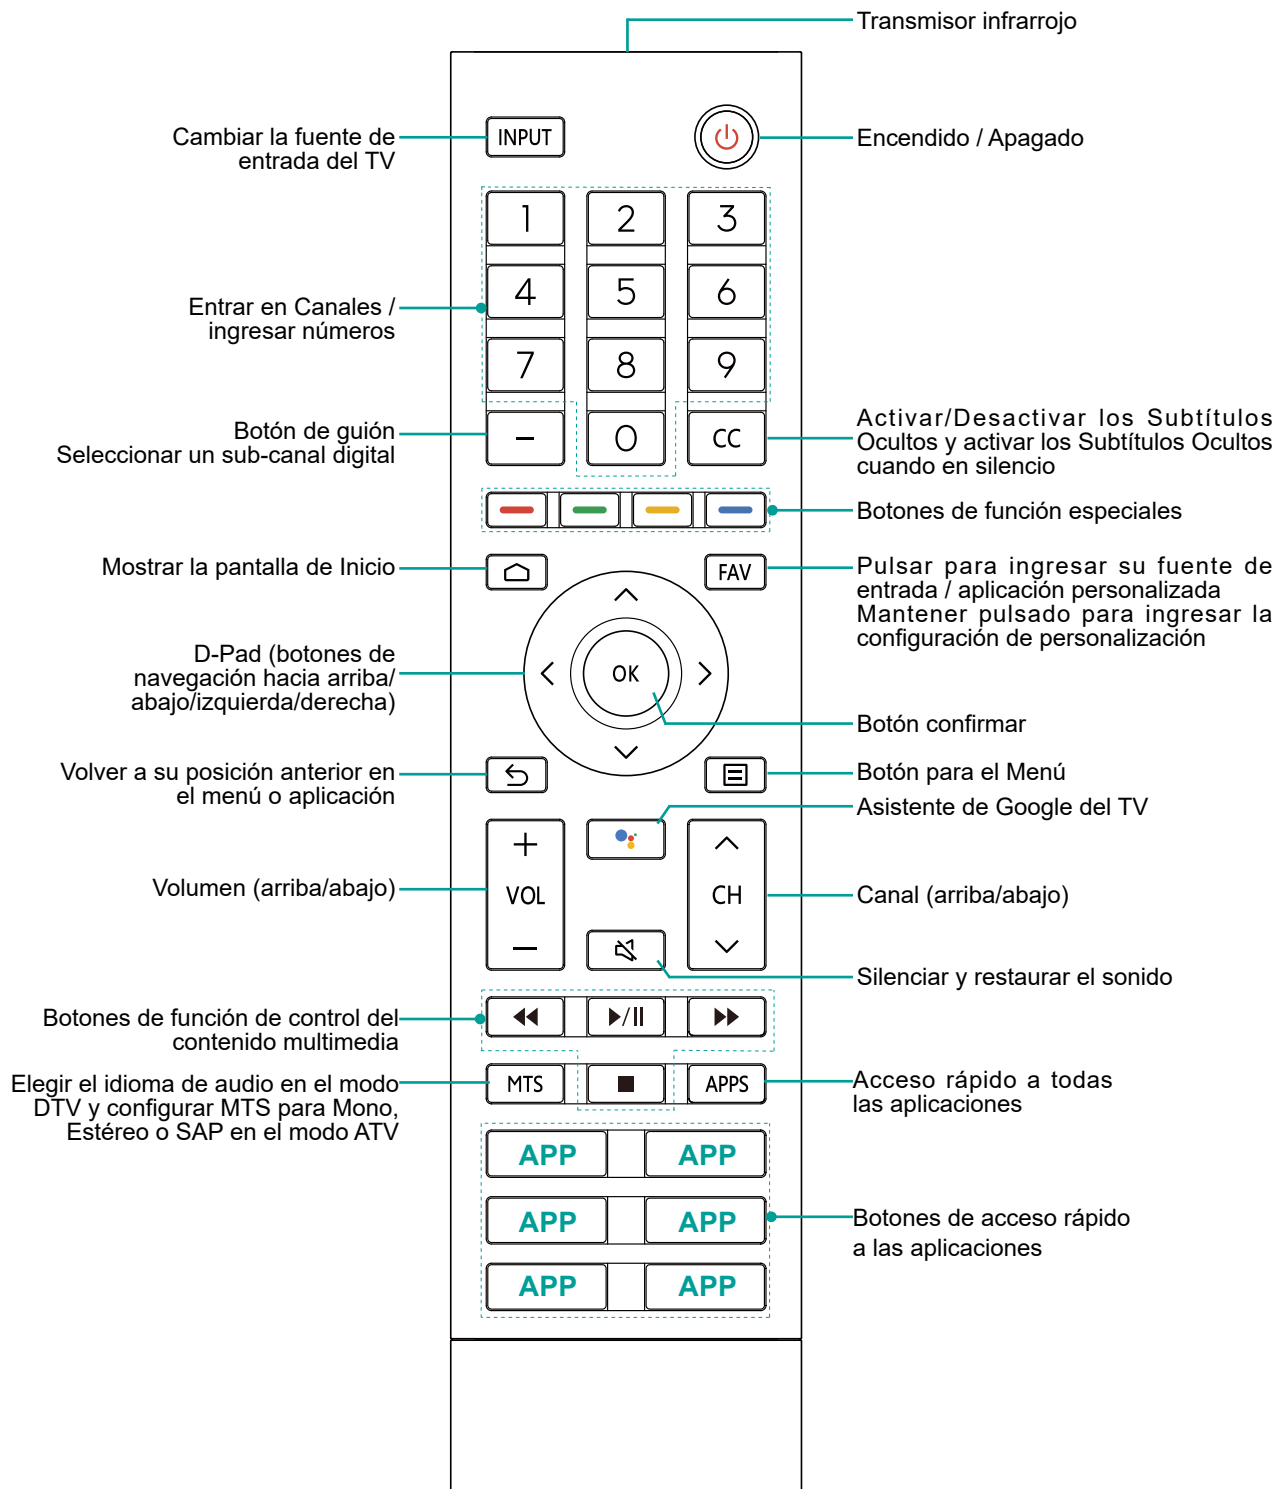 Transmisor infrarrojo
Cambiar la fuente de
entrada del TV
INPUT
Encendido / Apagado
1 2 3
4 5 6
7 8 9
– 0 CC
Entrar en Canales /
ingresar números
Botón de guión
Seleccionar un sub-canal digital
Activar/Desactivar los Subtítulos
Ocultos y activar los Subtítulos Ocultos
cuando en silencio
Botones de función especiales
Mostrar la pantalla de Inicio
FAV
Pulsar para ingresar su fuente de
entrada / aplicación personalizada
Mantener pulsado para ingresar la
configuración de personalización
D-Pad (botones de
navegación hacia arriba/
abajo/izquierda/derecha)
OK
Botón confirmar
Volver a su posición anterior en
el menú o aplicación
Botón para el Menú
Asistente de Google del TV
Volumen (arriba/abajo)
+
VOL
–
CH
Canal (arriba/abajo)
Silenciar y restaurar el sonido
Botones de función de control del
contenido multimedia
Elegir el idioma de audio en el modo
DTV y configurar MTS para Mono,
Estéreo o SAP en el modo ATV
MTS
APPS
Acceso rápido a todas
las aplicaciones
APP APP
APP APP
APP APP
Botones de acceso rápido
a las aplicaciones